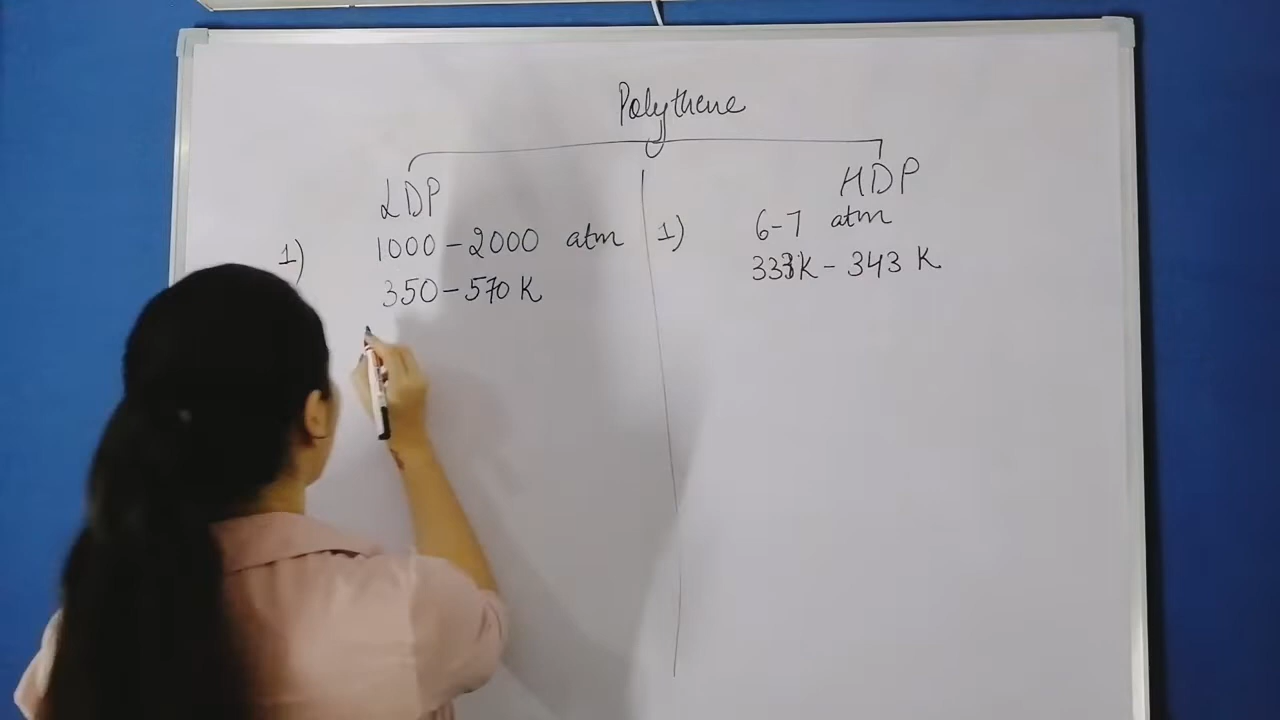 Polythene
LDP
1) 1000-2000 atm
350-570 K
HDP
1) 6-7 atm
333K - 343 K